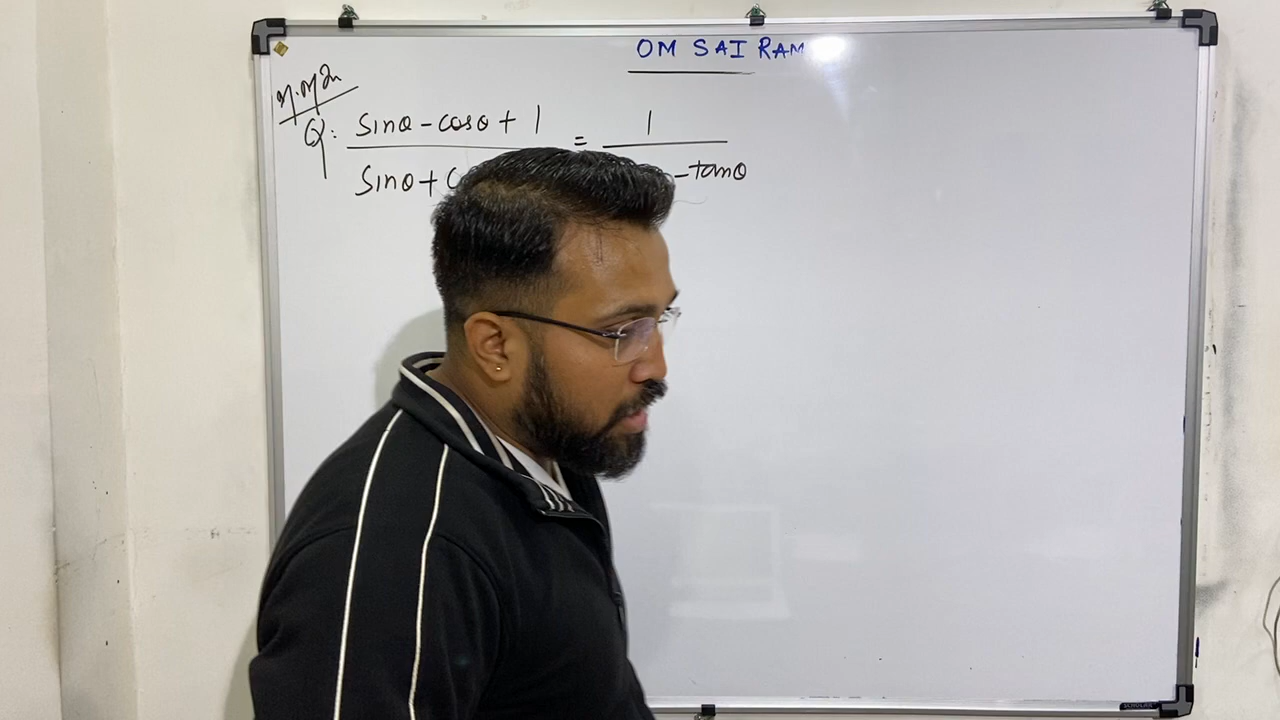 OM SAI RAM
Q: sinθ - cosθ + 1 = 1
sinθ + c - tanθ